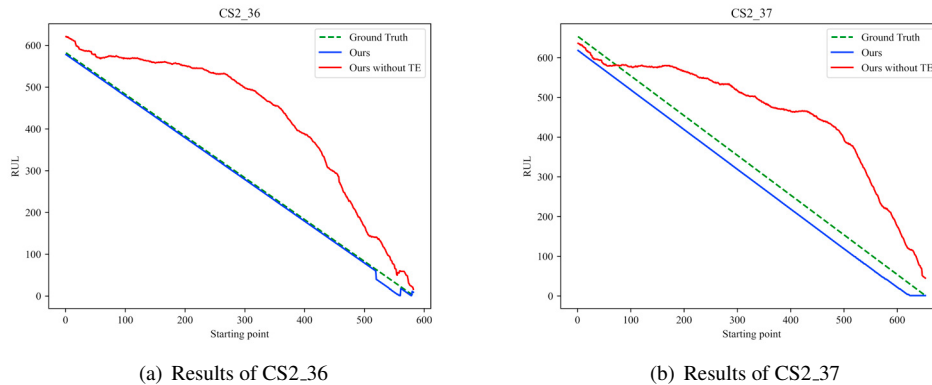 CS2_36
Ground Truth
Ours
Ours without TE
RUL
600
500
400
300
200
100
0
0 100 200 300 400 500 600
Starting point
(a) Results of CS2_36
CS2_37
Ground Truth
Ours
Ours without TE
RUL
600
500
400
300
200
100
0
0 100 200 300 400 500 600
Starting point
(b) Results of CS2_37